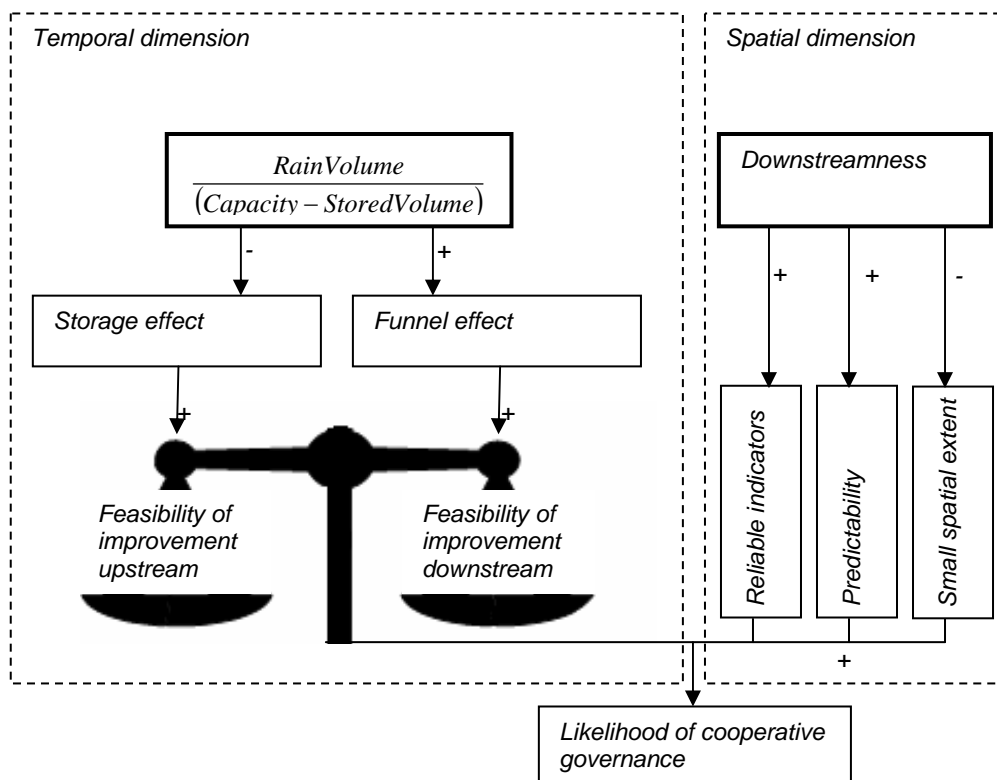 Temporal dimension
Spatial dimension
RainVolume
(Capacity – StoredVolume)
Downstreamness
-
+
+
+
-
Storage effect
Funnel effect
+
+
Feasibility of
improvement
upstream
Feasibility of
improvement
downstream
Reliable indicators
Predictability
Small spatial extent
+
Likelihood of cooperative
governance